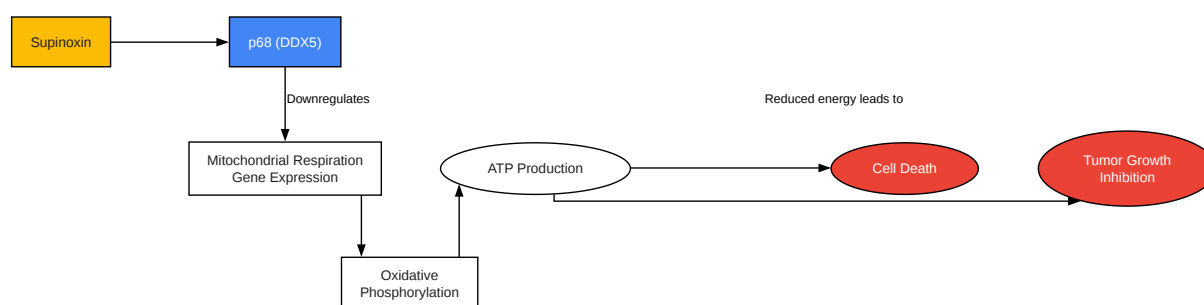 Supinoxin
p68 (DDX5)
Downregulates
Reduced energy leads to
Mitochondrial Respiration
Gene Expression
ATP Production
Cell Death
Tumor Growth
Inhibition
Oxidative
Phosphorylation